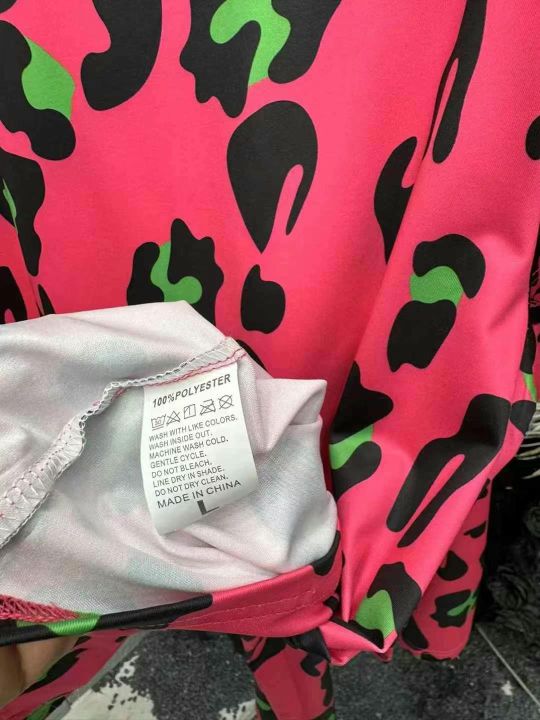 100%POLYESTER
WASH WITH LIKE COLORS.
WASH INSIDE OUT.
MACHINE WASH COLD.
GENTLE CYCLE.
DO NOT BLEACH.
LINE DRY IN SHADE.
DO NOT DRY CLEAN.
MADE IN CHINA
L